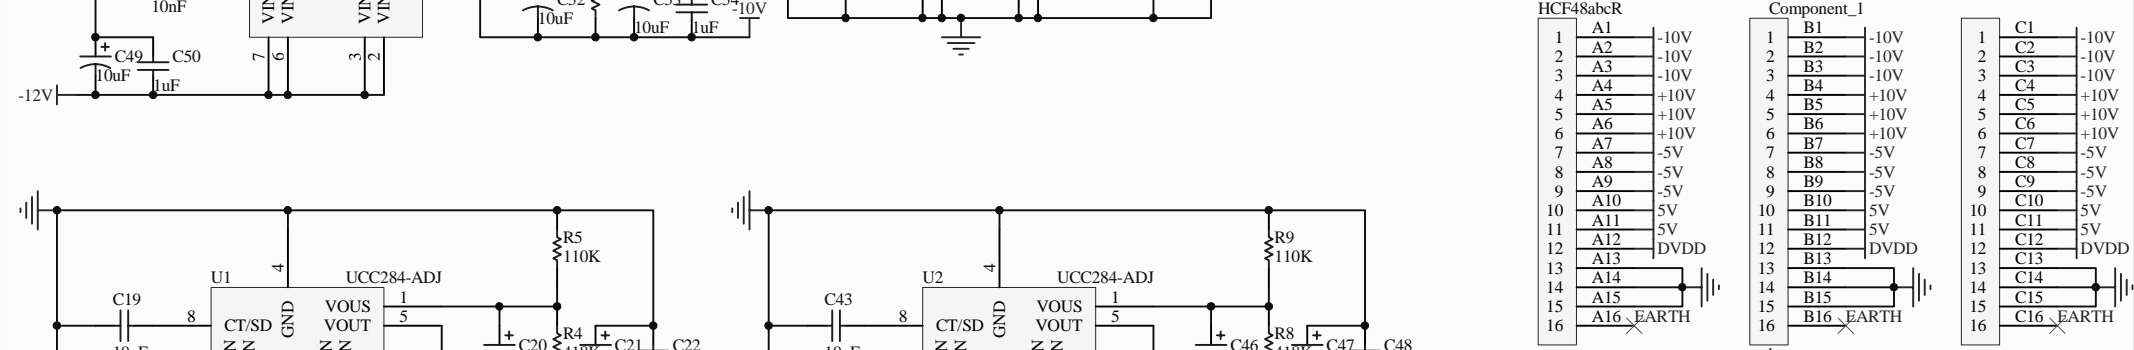 10nF
VIN
VIN
VIN
VIN
10uF
10uF
1uF
-10V
7
6
3
2
+
C49
10uF
C50
1uF
-12V
HCF48abcR
1 A1 -10V
2 A2 -10V
3 A3 -10V
4 A4 +10V
5 A5 +10V
6 A6 +10V
7 A7 -5V
8 A8 -5V
9 A9 -5V
10 A10 5V
11 A11 5V
12 A12 DVDD
13 A13
14 A14
15 A15
16 A16 EARTH
Component_1
1 B1 -10V
2 B2 -10V
3 B3 -10V
4 B4 +10V
5 B5 +10V
6 B6 +10V
7 B7 -5V
8 B8 -5V
9 B9 -5V
10 B10 5V
11 B11 5V
12 B12 DVDD
13 B13
14 B14
15 B15
16 B16 EARTH
1 C1 -10V
2 C2 -10V
3 C3 -10V
4 C4 +10V
5 C5 +10V
6 C6 +10V
7 C7 -5V
8 C8 -5V
9 C9 -5V
10 C10 5V
11 C11 5V
12 C12 DVDD
13 C13
14 C14
15 C15
16 C16 EARTH
R5
110K
4
U1 UCC284-ADJ
C19
8
CT/SD
GND
VOUS 1
VOUT 5
R4
+
C20
+
C21
C22
R9
110K
4
U2 UCC284-ADJ
C43
8
CT/SD
GND
VOUS 1
VOUT 5
R8
+
C46
+
C47
C48